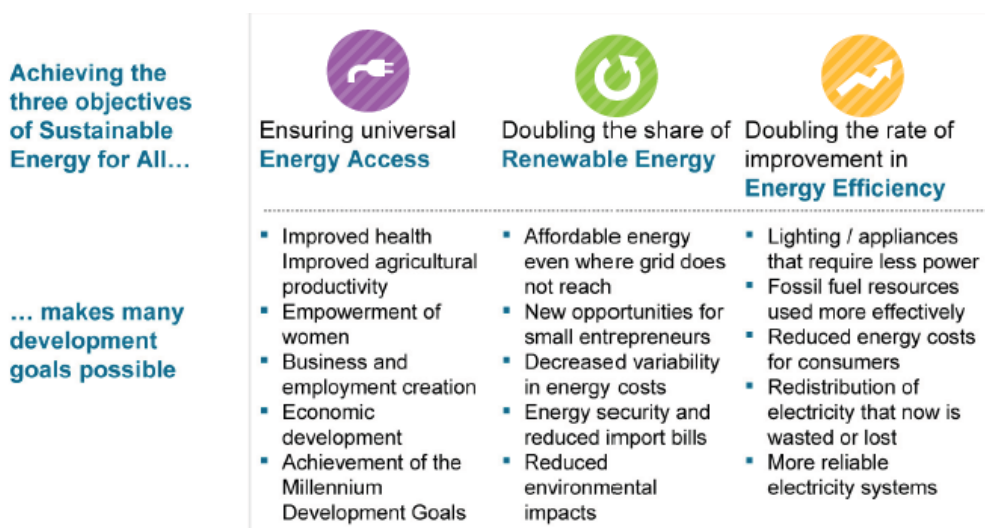 Achieving the
three objectives
of Sustainable
Energy for All…
Ensuring universal
Energy Access
Doubling the share of
Renewable Energy
Doubling the rate of
improvement in
Energy Efficiency
… makes many
development
goals possible
▪ Improved health
Improved agricultural
productivity
▪ Empowerment of
women
▪ Business and
employment creation
▪ Economic
development
▪ Achievement of the
Millennium
Development Goals
▪ Affordable energy
even where grid does
not reach
▪ New opportunities for
small entrepreneurs
▪ Decreased variability
in energy costs
▪ Energy security and
reduced import bills
▪ Reduced
environmental
impacts
▪ Lighting / appliances
that require less power
▪ Fossil fuel resources
used more effectively
▪ Reduced energy costs
for consumers
▪ Redistribution of
electricity that now is
wasted or lost
▪ More reliable
electricity systems